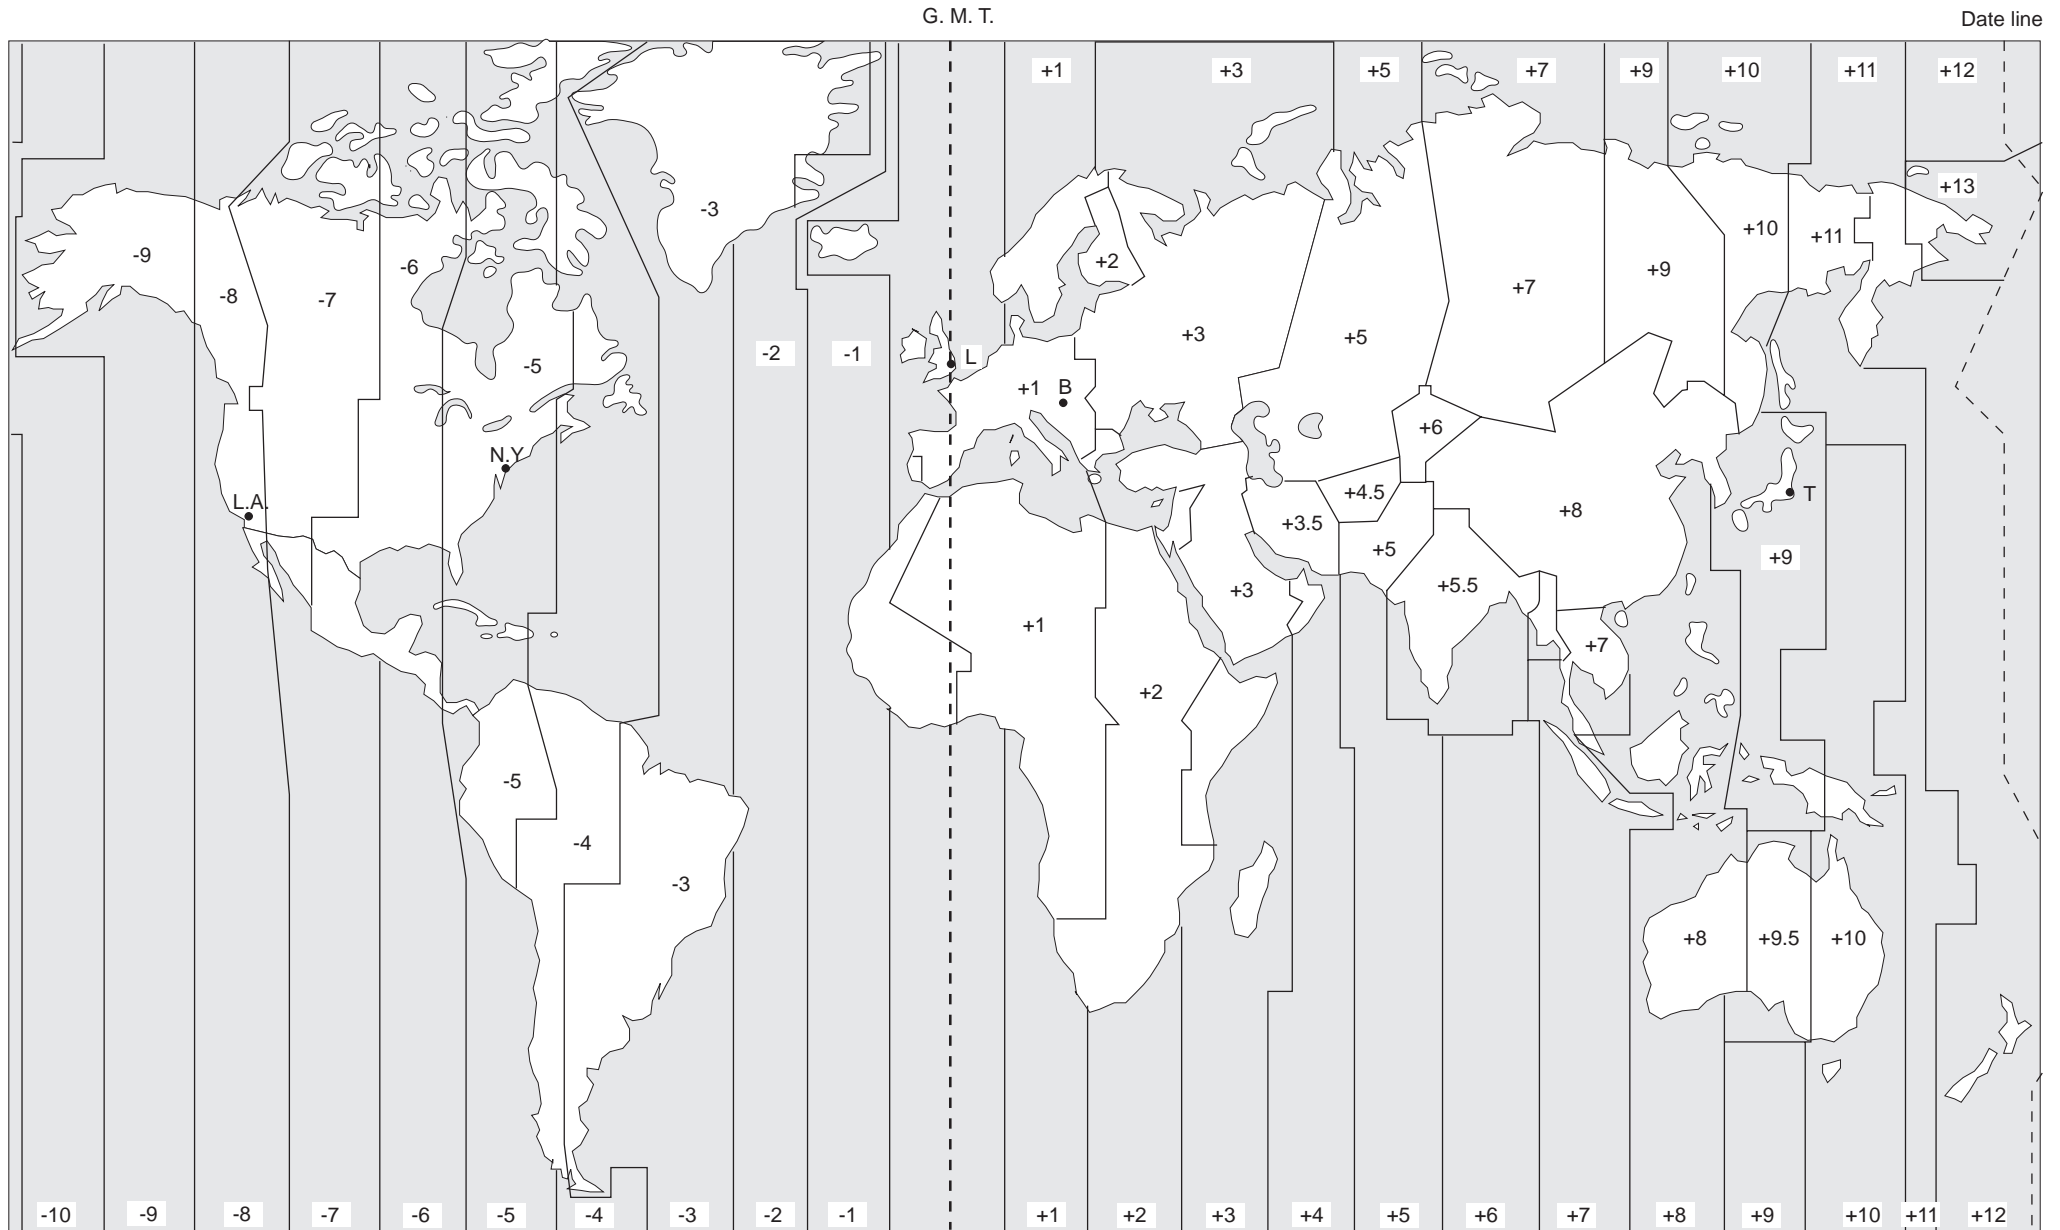 G. M. T.
Date line
+1 +3 +5 +7 +9 +10 +11 +12
+13
-3
-9 -6 +2 +10 +11
-8 -7 +7 +9
+3 +5
-2 -1 L
-5 +1 B
+6
N.Y
L.A. +4.5 T
+3.5 +8
+5 +9
+3 +5.5
+1 +7
+2
-5
-4
-3
+8 +9.5 +10
-10 -9 -8 -7 -6 -5 -4 -3 -2 -1 +1 +2 +3 +4 +5 +6 +7 +8 +9 +10 +11 +12